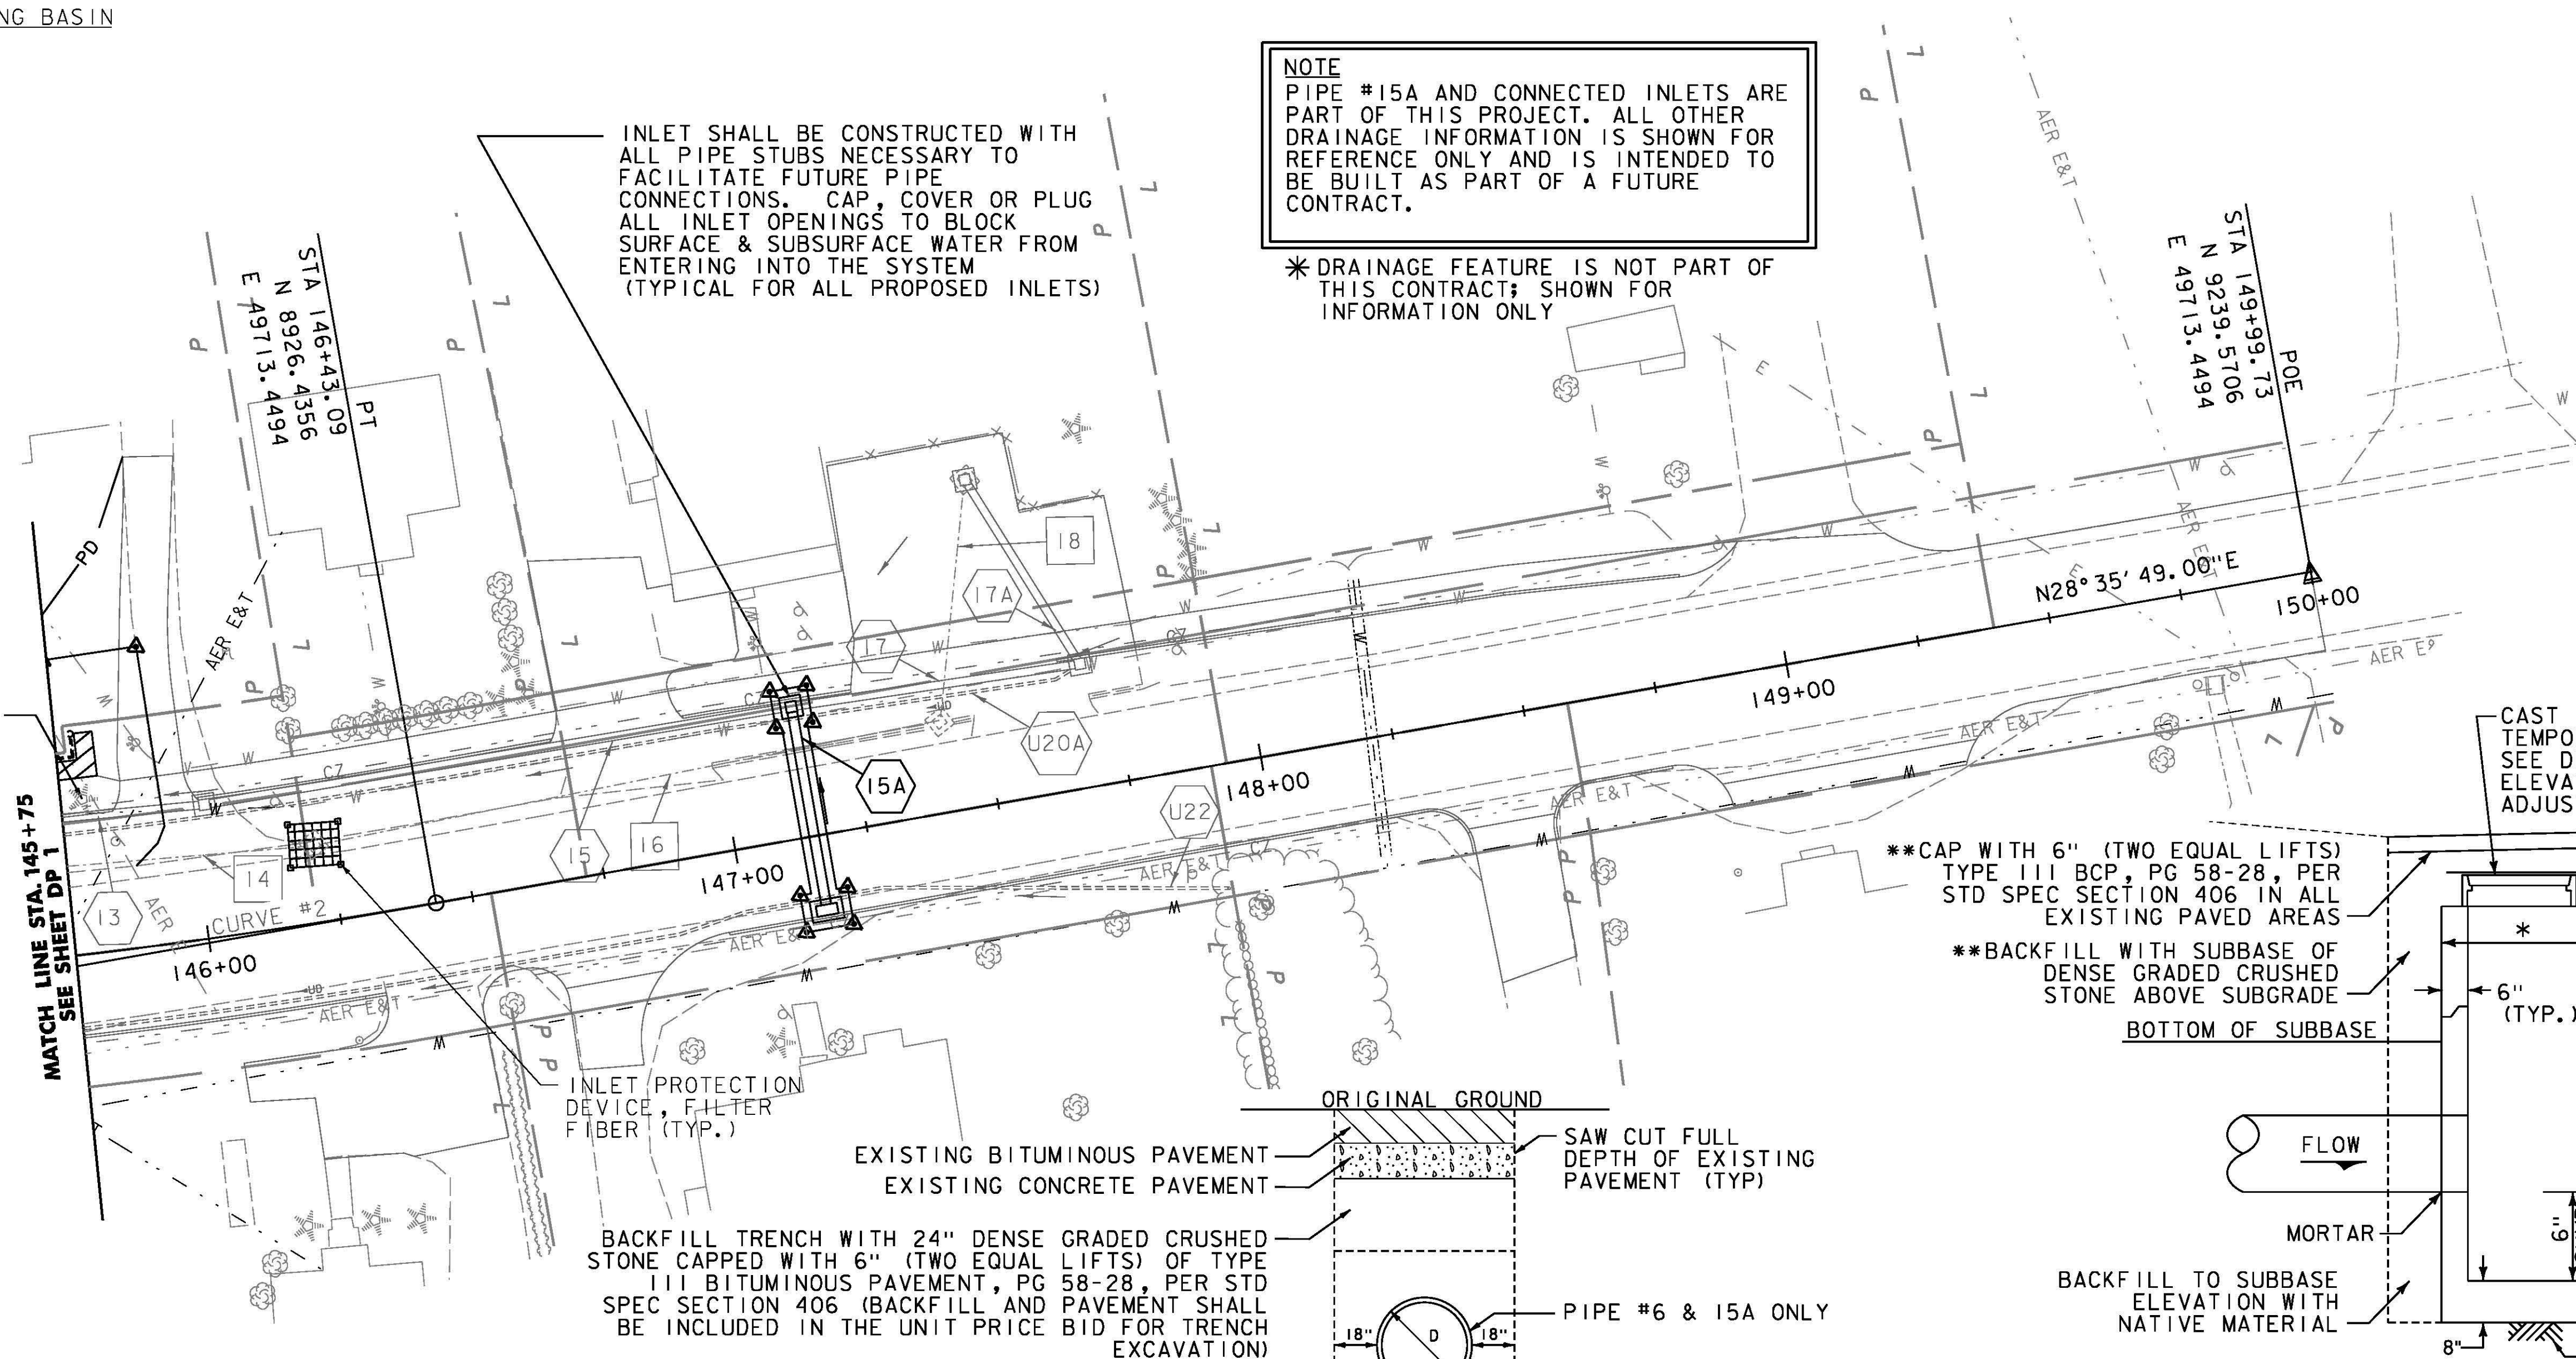 NG BASIN
NOTE
PIPE #15A AND CONNECTED INLETS ARE
PART OF THIS PROJECT. ALL OTHER
DRAINAGE INFORMATION IS SHOWN FOR
REFERENCE ONLY AND IS INTENDED TO
BE BUILT AS PART OF A FUTURE
CONTRACT.
* DRAINAGE FEATURE IS NOT PART OF
THIS CONTRACT; SHOWN FOR
INFORMATION ONLY
INLET SHALL BE CONSTRUCTED WITH
ALL PIPE STUBS NECESSARY TO
FACILITATE FUTURE PIPE
CONNECTIONS. CAP, COVER OR PLUG
ALL INLET OPENINGS TO BLOCK
SURFACE & SUBSURFACE WATER FROM
ENTERING INTO THE SYSTEM
(TYPICAL FOR ALL PROPOSED INLETS)
PT
STA 146+43.09
N 8926.4356
E 49713.4494
POE
STA 149+99.73
N 9239.5706
E 49713.4494
AER E&T
PD
AER E&T
AER E&T
18
17A
17
U20A
UD
CZ
CZ
N28°35'49.00"E
150+00
149+00
148+00
147+00
146+00
15A
U22
15
16
14
13
CURVE #2
AER E&T
AER E&T
AER E&T
AER E&T
UD
MATCH LINE STA. 145+75
SEE SHEET DP 1
INLET PROTECTION
DEVICE, FILTER
FIBER (TYP.)
ORIGINAL GROUND
EXISTING BITUMINOUS PAVEMENT
EXISTING CONCRETE PAVEMENT
SAW CUT FULL
DEPTH OF EXISTING
PAVEMENT (TYP)
BACKFILL TRENCH WITH 24" DENSE GRADED CRUSHED
STONE CAPPED WITH 6" (TWO EQUAL LIFTS) OF TYPE
III BITUMINOUS PAVEMENT, PG 58-28, PER STD
SPEC SECTION 406 (BACKFILL AND PAVEMENT SHALL
BE INCLUDED IN THE UNIT PRICE BID FOR TRENCH
EXCAVATION)
PIPE #6 & 15A ONLY
18"
D
18"
CAST
TEMPO
SEE D
ELEVA
ADJUS
**CAP WITH 6" (TWO EQUAL LIFTS)
TYPE III BCP, PG 58-28, PER
STD SPEC SECTION 406 IN ALL
EXISTING PAVED AREAS
**BACKFILL WITH SUBBASE OF
DENSE GRADED CRUSHED
STONE ABOVE SUBGRADE
*
6"
(TYP.)
BOTTOM OF SUBBASE
FLOW
MORTAR
6"
BACKFILL TO SUBBASE
ELEVATION WITH
NATIVE MATERIAL
8"